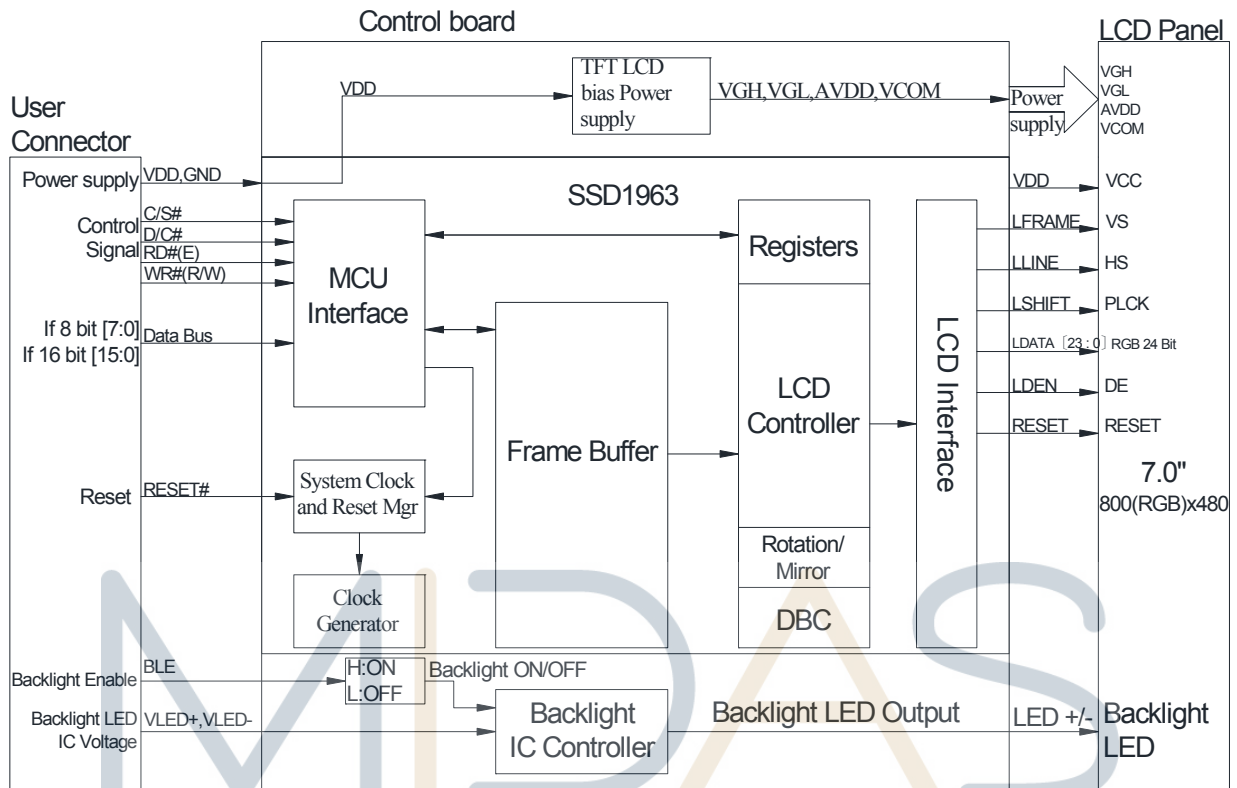 Control board
LCD Panel
TFT LCD
bias Power
supply
VDD
VGH,VGL,AVDD,VCOM
Power
supply
VGH
VGL
AVDD
VCOM
User
Connector
Power supply
VDD,GND
SSD1963
VDD
VCC
Control
Signal
C/S#
D/C#
RD#(E)
WR#(R/W)
MCU
Interface
Registers
LFRAME
VS
LLINE
HS
LSHIFT
PLCK
If 8 bit [7:0]
If 16 bit [15:0]
Data Bus
LDATA〔23 : 0〕
RGB 24 Bit
LCD Interface
LCD
Controller
LDEN
DE
RESET
RESET
Frame Buffer
7.0"
800(RGB)x480
Reset
RESET#
System Clock
and Reset Mgr
Rotation/
Mirror
Clock
Generator
DBC
Backlight Enable
BLE
H:ON
L:OFF
Backlight ON/OFF
Backlight LED
IC Voltage
VLED+,VLED-
Backlight
IC Controller
Backlight LED Output
LED +/-
Backlight
LED
MIDAS